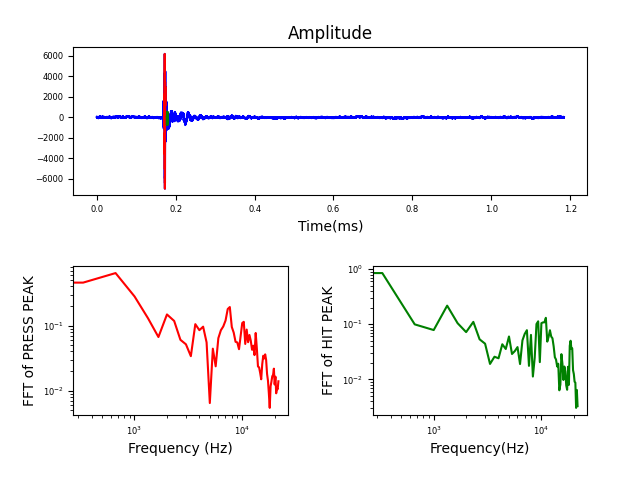 Amplitude
6000
4000
2000
0
−2000
−4000
−6000
0.0 0.2 0.4 0.6 0.8 1.0 1.2
Time(ms)
FFT of PRESS PEAK
10⁻¹
10⁻²
10³ 10⁴
Frequency (Hz)
FFT of HIT PEAK
10⁰
10⁻¹
10⁻²
10³ 10⁴
Frequency(Hz)